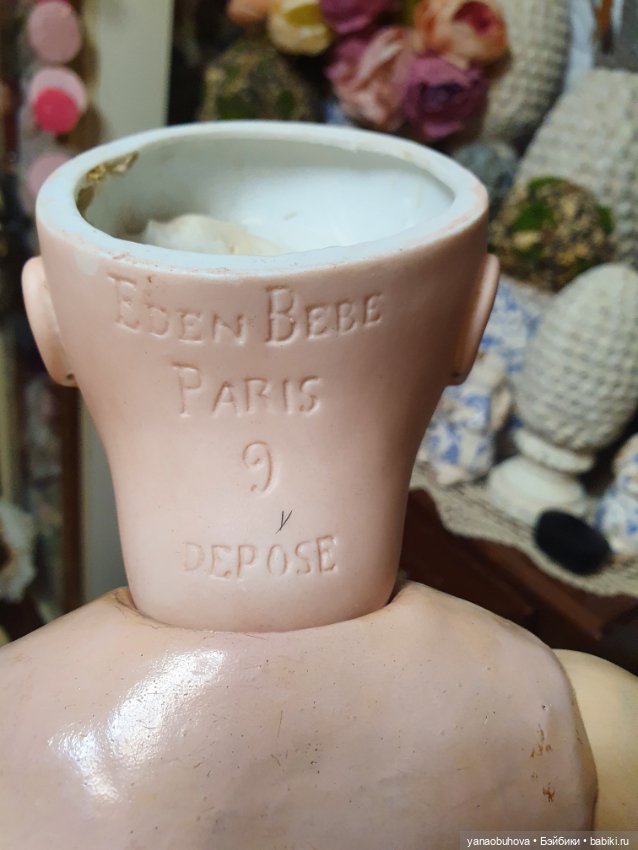 EDEN BEBE
PARIS
9
y
DEPOSE
yanaobuhova • Бэйбики • babiki.ru